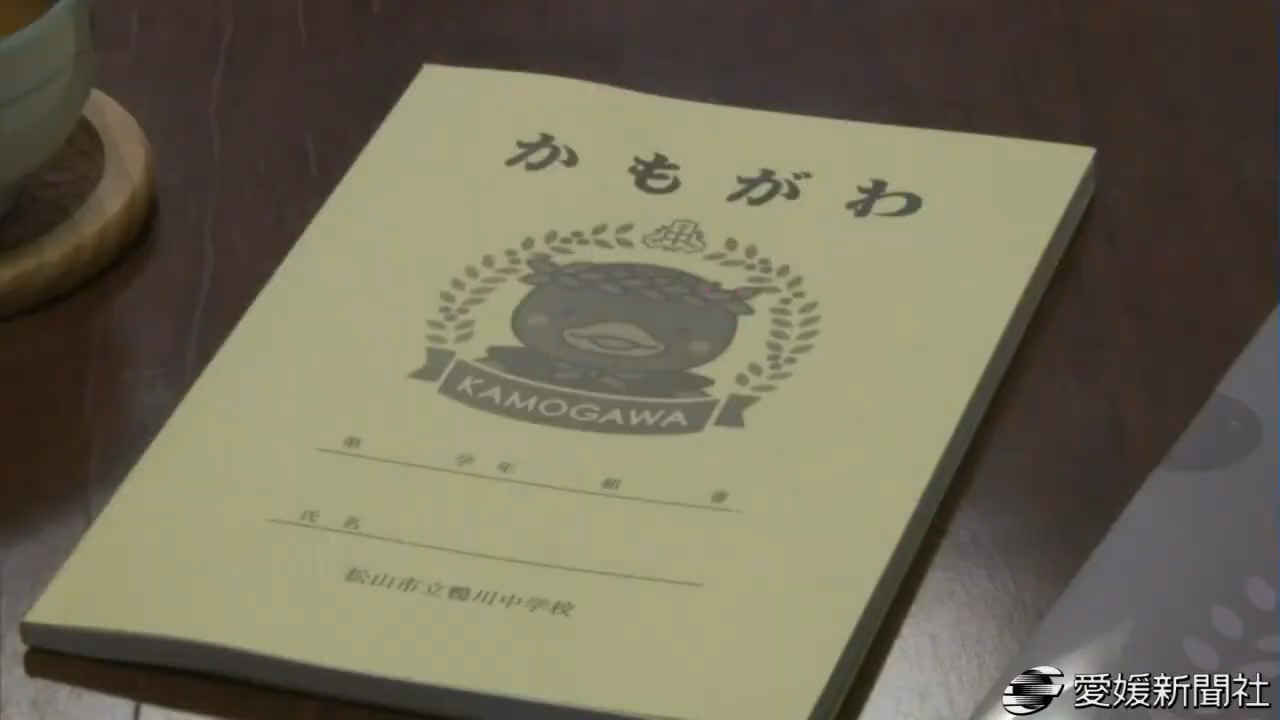 かもがわ
KAMOGAWA
第 学年 組 番
氏名
松山市立鴨川中学校
愛媛新聞社